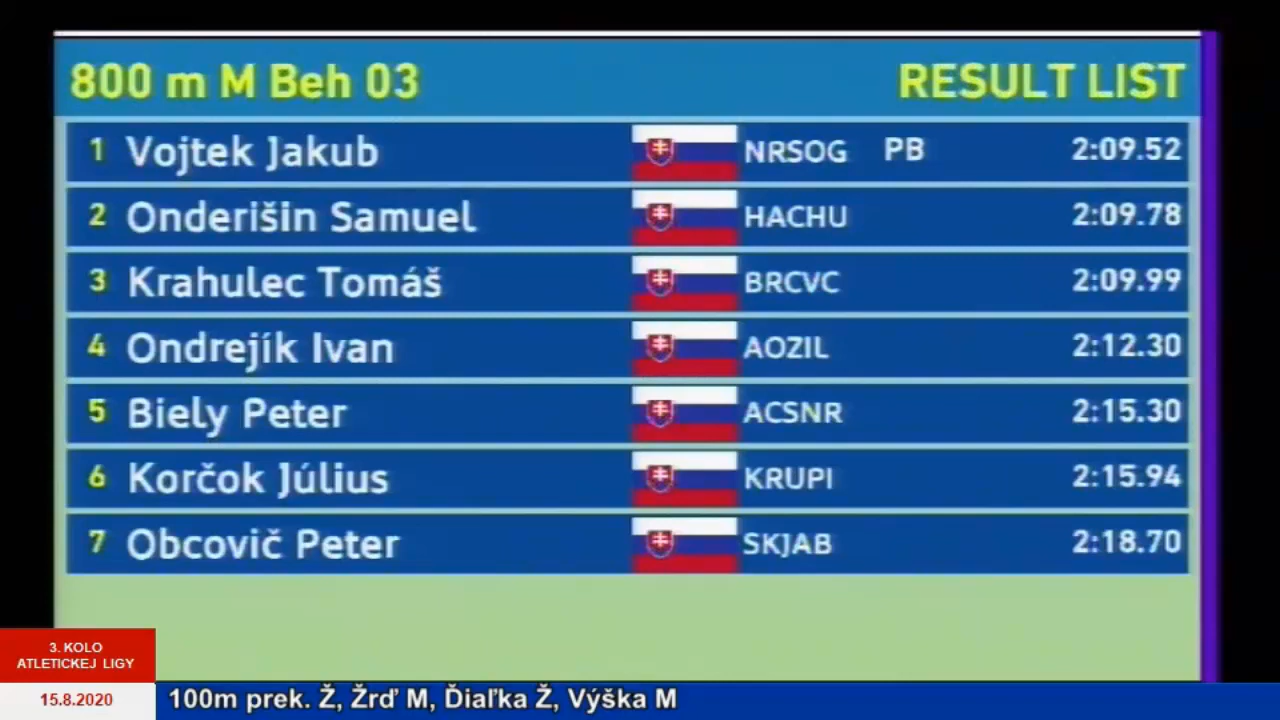 800 m M Beh 03 RESULT LIST
1 Vojtek Jakub NRSOG PB 2:09.52
2 Onderišin Samuel HACHU 2:09.78
3 Krahulec Tomáš BRCVC 2:09.99
4 Ondrejík Ivan AOZIL 2:12.30
5 Biely Peter ACSNR 2:15.30
6 Korčok Július KRUPI 2:15.94
7 Obcovič Peter SKJAB 2:18.70
3. KOLO
ATLETICKEJ LIGY
15.8.2020
100m prek. Ž, Žrď M, Ďiaľka Ž, Výška M